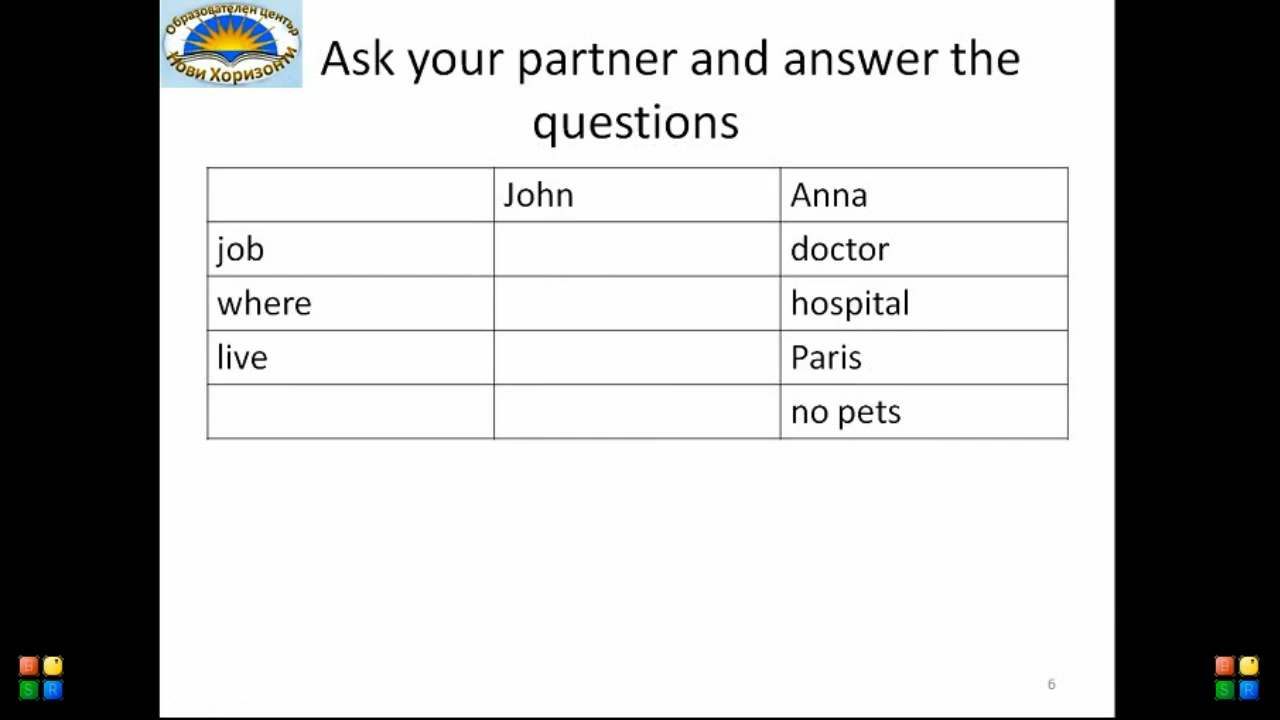 Образователен център
Нови Хоризонти
Ask your partner and answer the
questions
John Anna
job doctor
where hospital
live Paris
no pets
6
B
S R
B
S R